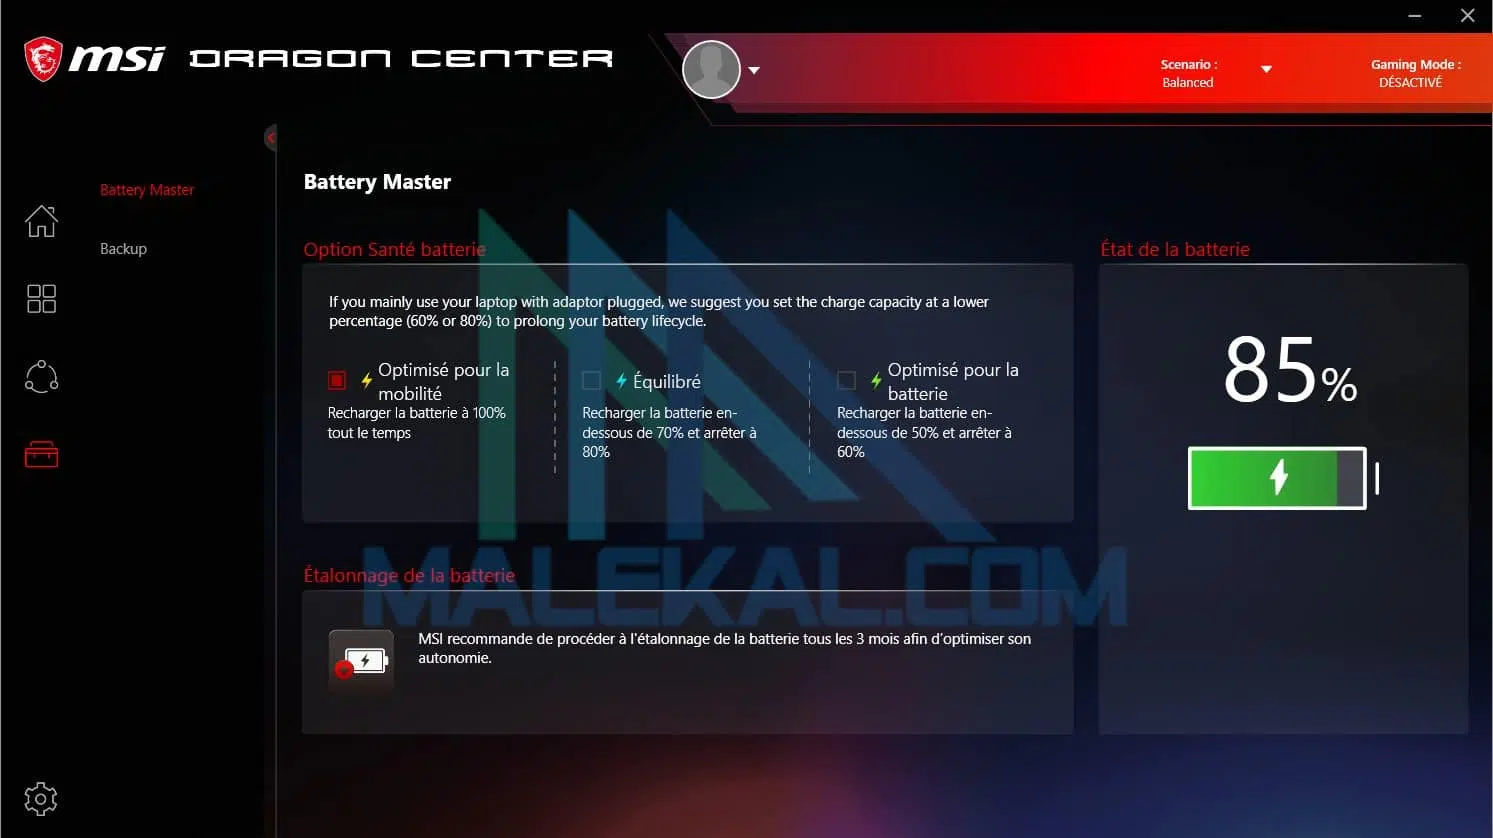 msi DRAGON CENTER
Scenario :
Balanced
Gaming Mode :
DÉSACTIVÉ
Battery Master
Backup
Battery Master
Option Santé batterie
If you mainly use your laptop with adaptor plugged, we suggest you set the charge capacity at a lower
percentage (60% or 80%) to prolong your battery lifecycle.
Optimisé pour la
mobilité
Recharger la batterie à 100%
tout le temps
Équilibré
Recharger la batterie en-
dessous de 70% et arrêter à
80%
Optimisé pour la
batterie
Recharger la batterie en-
dessous de 50% et arrêter à
60%
État de la batterie
85%
Étalonnage de la batterie
MSI recommande de procéder à l'étalonnage de la batterie tous les 3 mois afin d'optimiser son
autonomie.
MALEKAL.COM